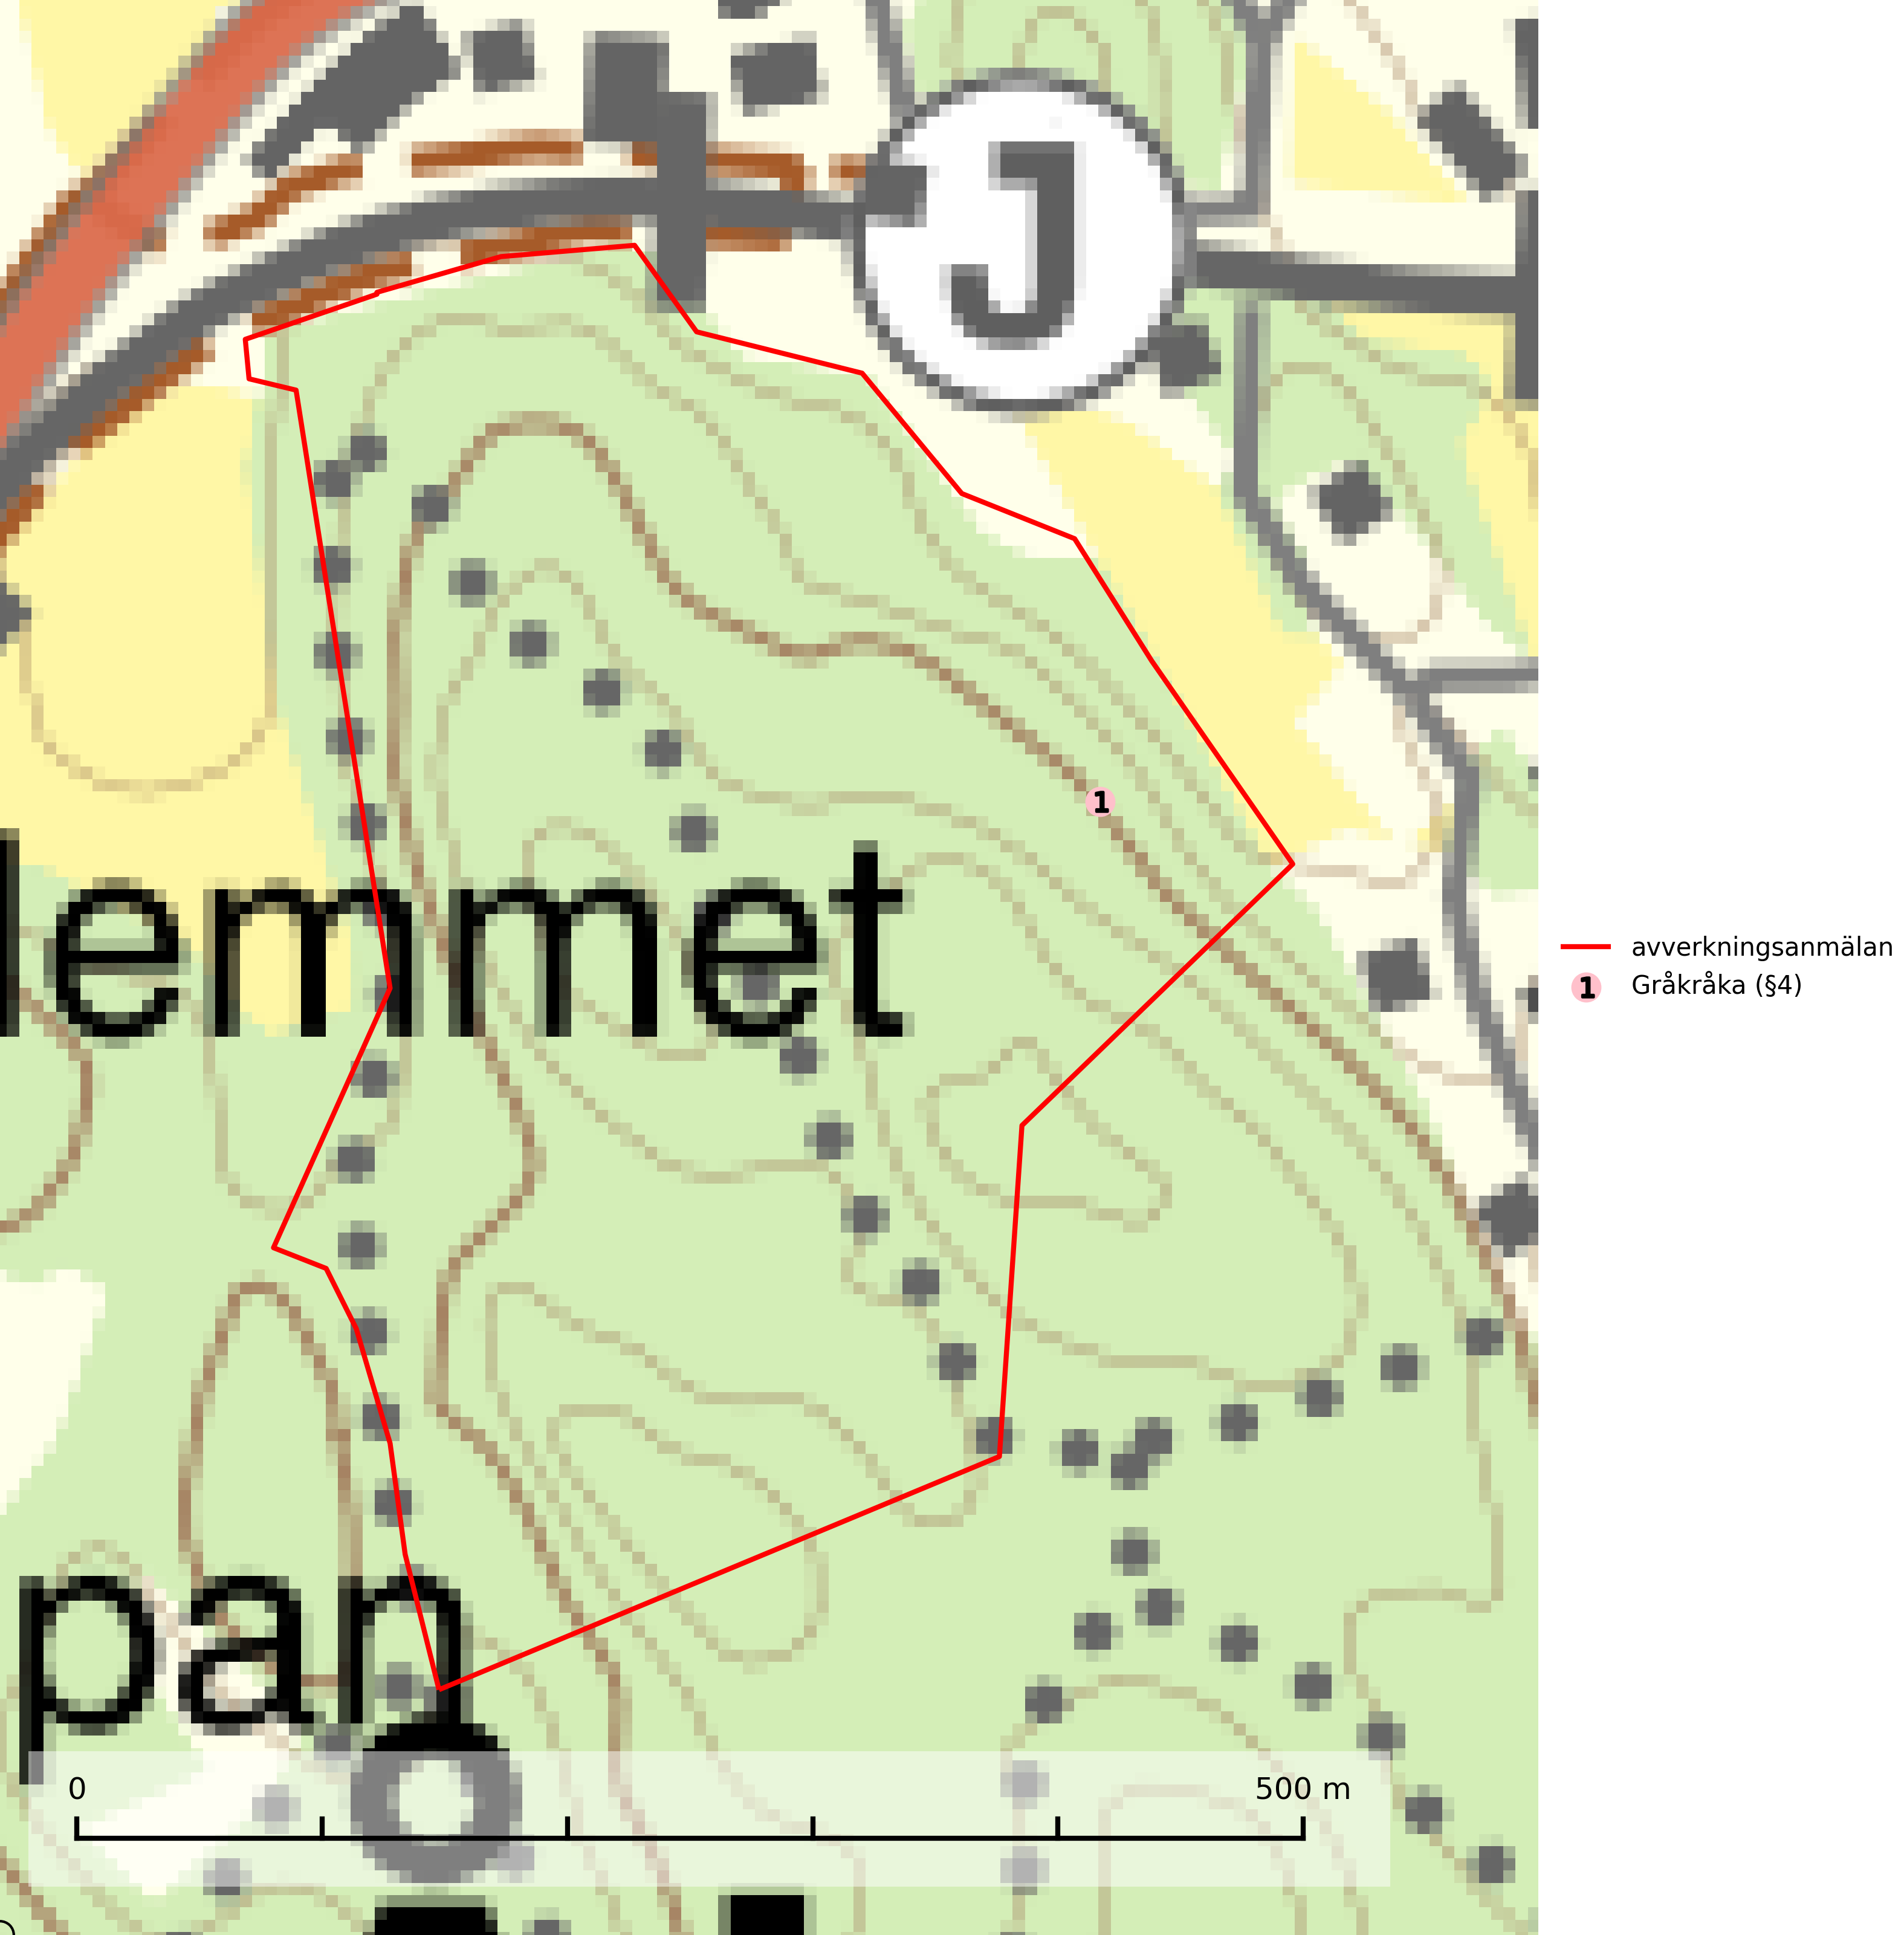 J
1
lemmet
avverkningsanmälan
1 Gråkråka (§4)
pan
0 500 m